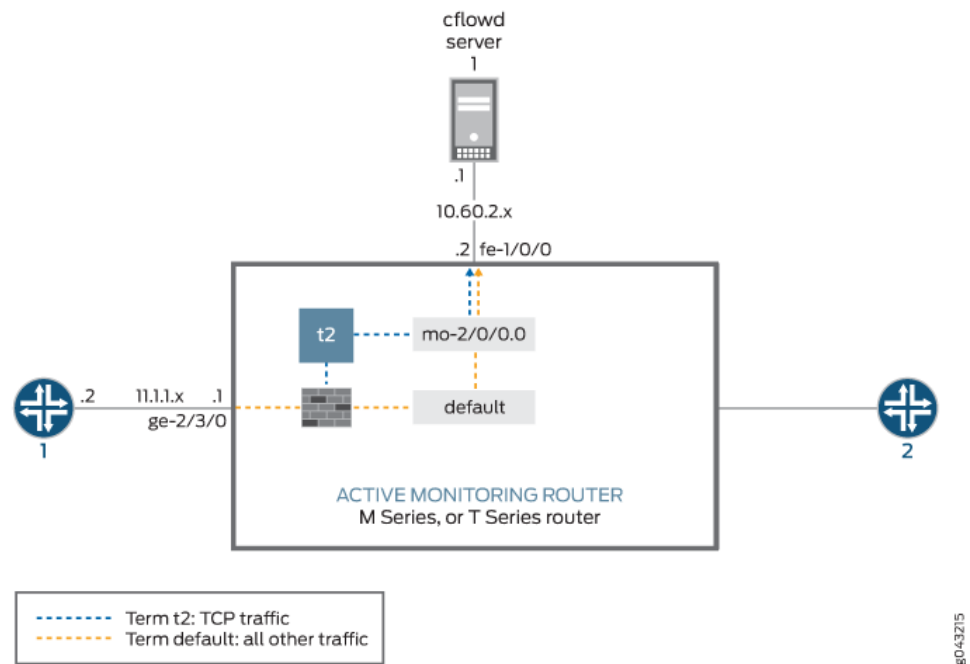 cflowd
server
1
.1
10.60.2.x
.2 fe-1/0/0
t2
mo-2/0/0.0
.2 11.1.1.x .1
default
ge-2/3/0
1
2
ACTIVE MONITORING ROUTER
M Series, or T Series router
Term t2: TCP traffic
Term default: all other traffic
g043215